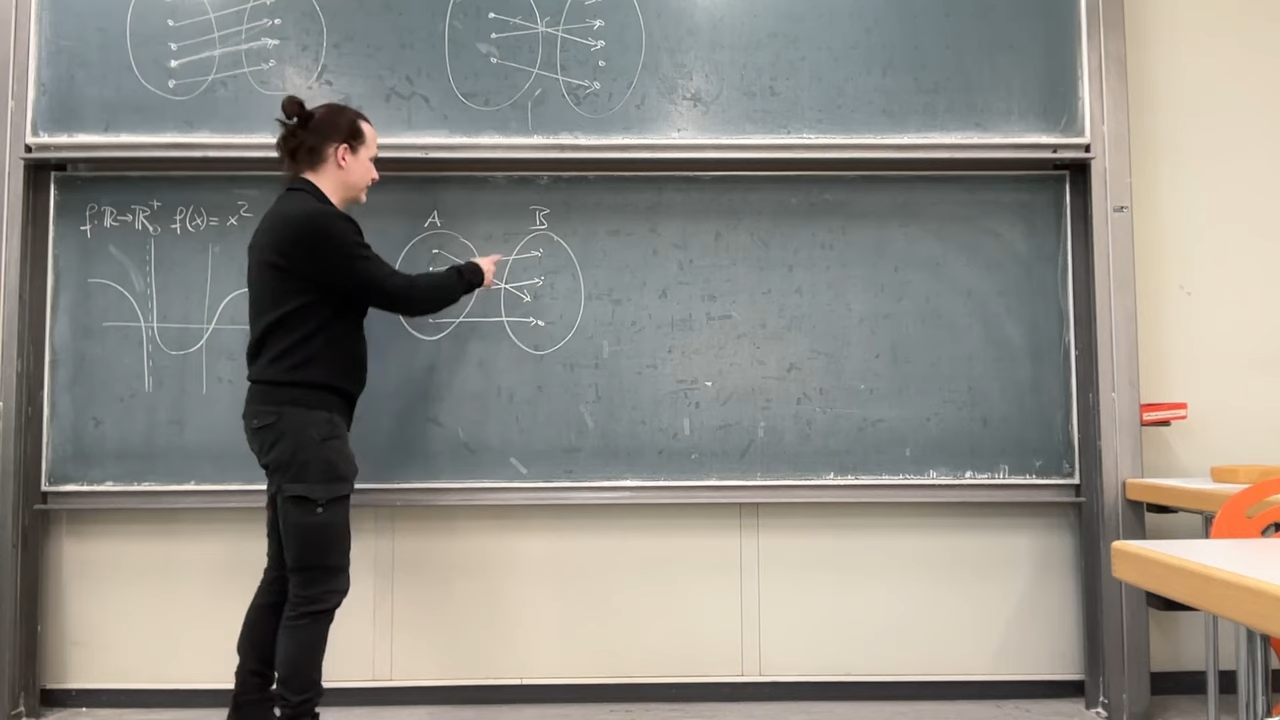 f: ℝ→ℝ₀⁺ f(x) = x²
A B